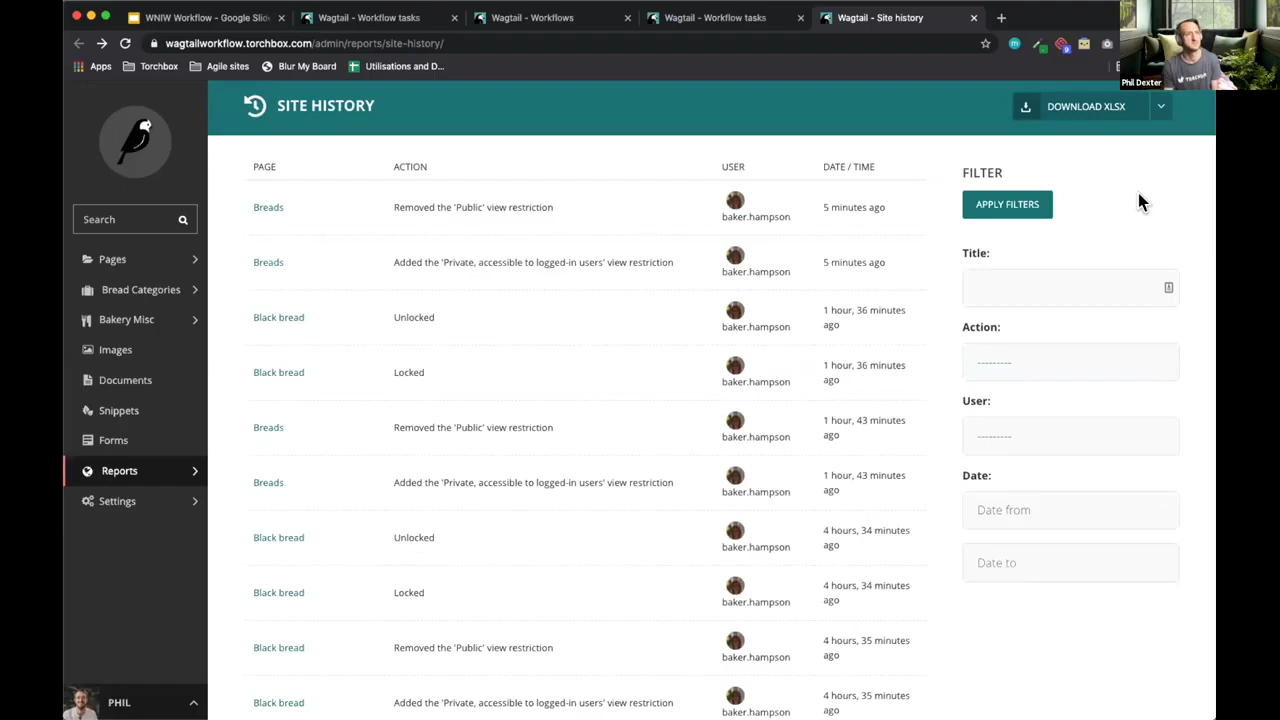 WNIW Workflow - Google Slid
Wagtail - Workflow tasks
Wagtail - Workflows
Wagtail - Workflow tasks
Wagtail - Site history
wagtailworkflow.torchbox.com/admin/reports/site-history/
Apps
Torchbox
Agile sites
Blur My Board
Utilisations and D...
Phil Dexter
SITE HISTORY
DOWNLOAD XLSX
Search
Pages
Bread Categories
Bakery Misc
Images
Documents
Snippets
Forms
Reports
Settings
PHIL
PAGE ACTION USER DATE / TIME
Breads Removed the 'Public' view restriction baker.hampson 5 minutes ago
Breads Added the 'Private, accessible to logged-in users' view restriction baker.hampson 5 minutes ago
Black bread Unlocked baker.hampson 1 hour, 36 minutes
ago
Black bread Locked baker.hampson 1 hour, 36 minutes
ago
Breads Removed the 'Public' view restriction baker.hampson 1 hour, 43 minutes
ago
Breads Added the 'Private, accessible to logged-in users' view restriction baker.hampson 1 hour, 43 minutes
ago
Black bread Unlocked baker.hampson 4 hours, 34 minutes
ago
Black bread Locked baker.hampson 4 hours, 34 minutes
ago
Black bread Removed the 'Public' view restriction baker.hampson 4 hours, 35 minutes
ago
Black bread Added the 'Private, accessible to logged-in users' view restriction baker.hampson 4 hours, 35 minutes
ago
FILTER
APPLY FILTERS
Title:
Action:
---------
User:
---------
Date:
Date from
Date to